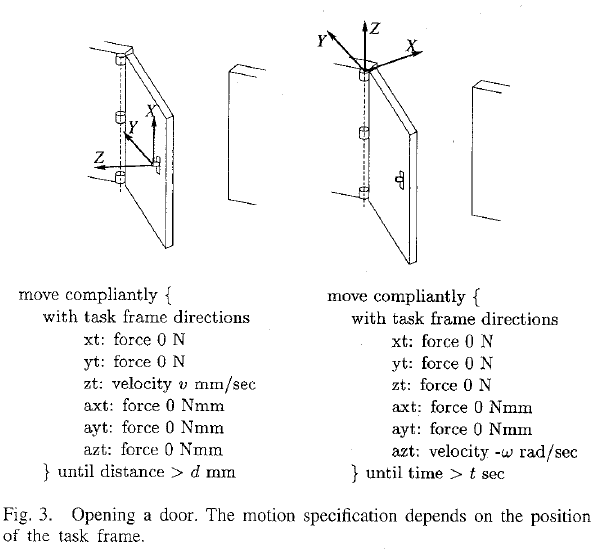 Z
Y
X
X
Y
Z
move compliantly {
with task frame directions
xt: force 0 N
yt: force 0 N
zt: velocity v mm/sec
axt: force 0 Nmm
ayt: force 0 Nmm
azt: force 0 Nmm
} until distance > d mm
move compliantly {
with task frame directions
xt: force 0 N
yt: force 0 N
zt: force 0 N
axt: force 0 Nmm
ayt: force 0 Nmm
azt: velocity -ω rad/sec
} until time > t sec
Fig. 3. Opening a door. The motion specification depends on the position
of the task frame.